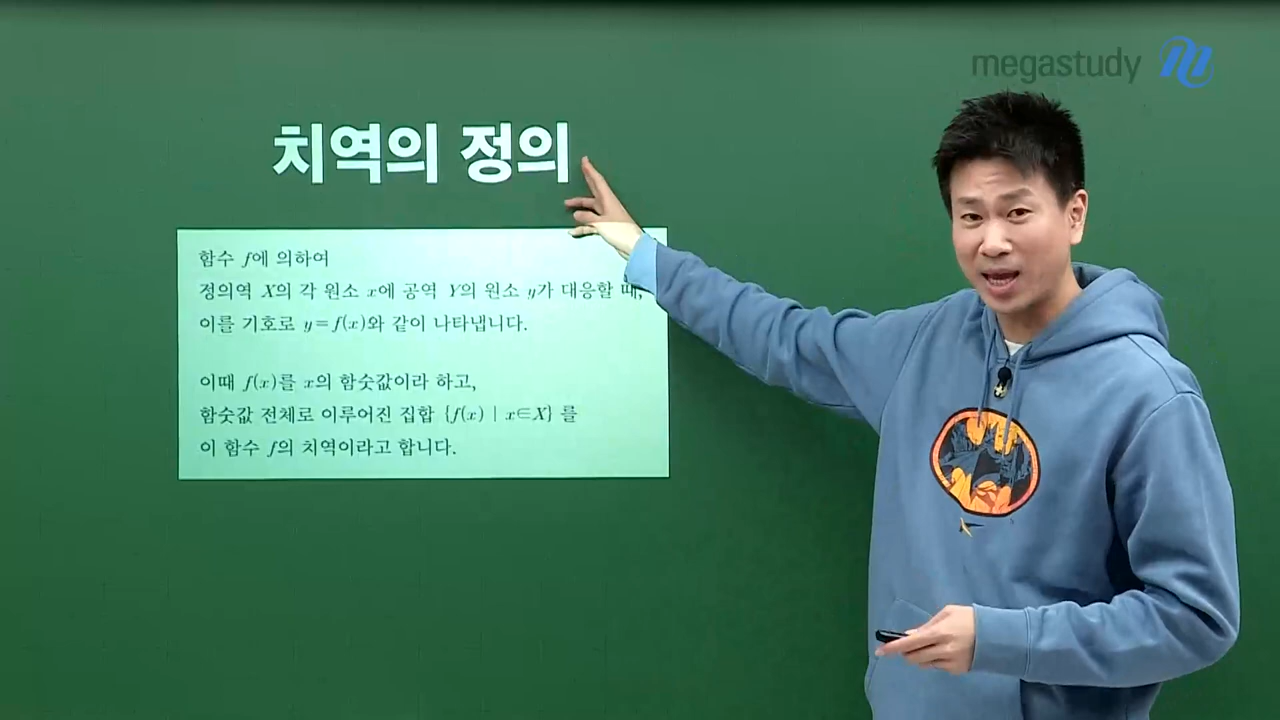 megastudy
치역의 정의
함수 f에 의하여
정의역 X의 각 원소 x에 공역 Y의 원소 y가 대응할 때,
이를 기호로 y=f(x)와 같이 나타냅니다.
이때 f(x)를 x의 함숫값이라 하고,
함숫값 전체로 이루어진 집합 {f(x) | x∈X} 를
이 함수 f의 치역이라고 합니다.